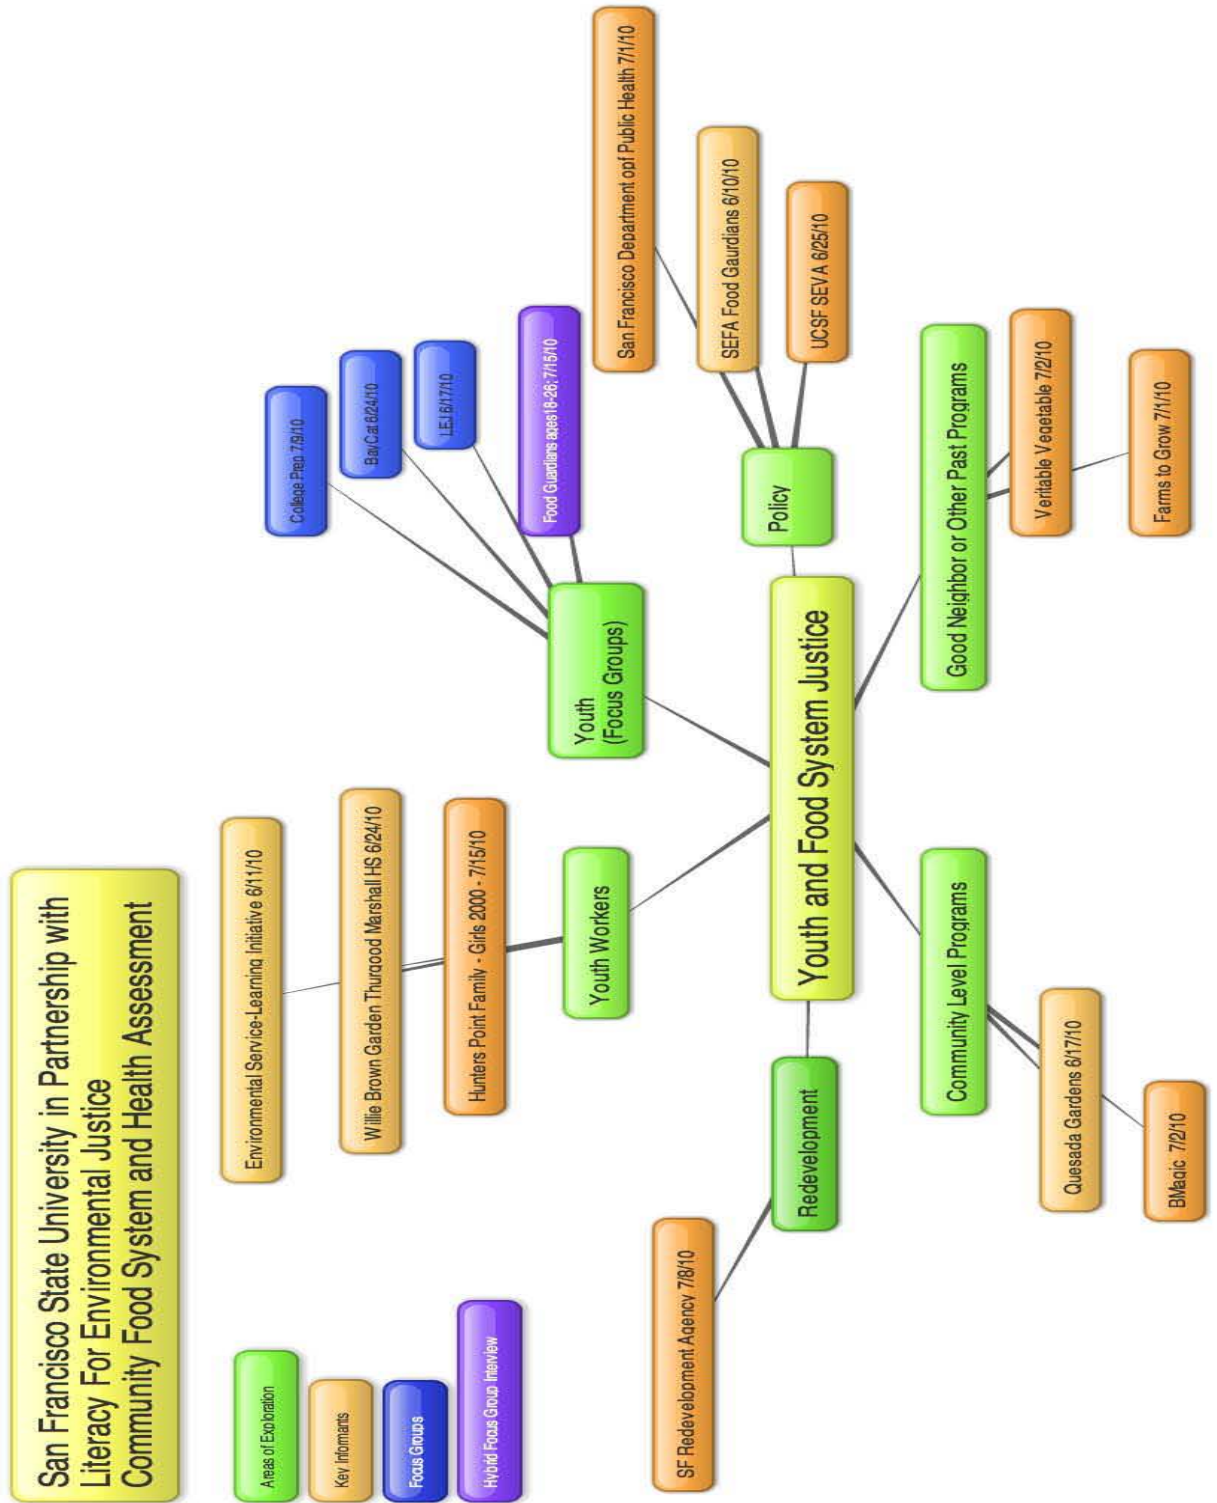 San Francisco State University in Partnership with
Literacy For Environmental Justice
Community Food System and Health Assessment
Areas of Exploration
Key Informants
Focus Groups
Hybrid Focus Group Interview
Environmental Service-Learning Initiative 6/11/10
Willie Brown Garden Thurgood Marshall HS 6/24/10
Hunters Point Family - Girls 2000 - 7/15/10
Youth Workers
College Prep 7/9/10
BayCat 6/24/10
LEJ 6/17/10
Food Guardians ages18-26; 7/15/10
Youth
(Focus Groups)
San Francisco Department opf Public Health 7/1/10
SEFA Food Gaurdians 6/10/10
UCSF SEVA 6/25/10
Policy
SF Redevelopment Agency 7/8/10
Redevelopment
Youth and Food System Justice
Community Level Programs
Quesada Gardens 6/17/10
BMagic 7/2/10
Good Neighbor or Other Past Programs
Veritable Vegetable 7/2/10
Farms to Grow 7/1/10